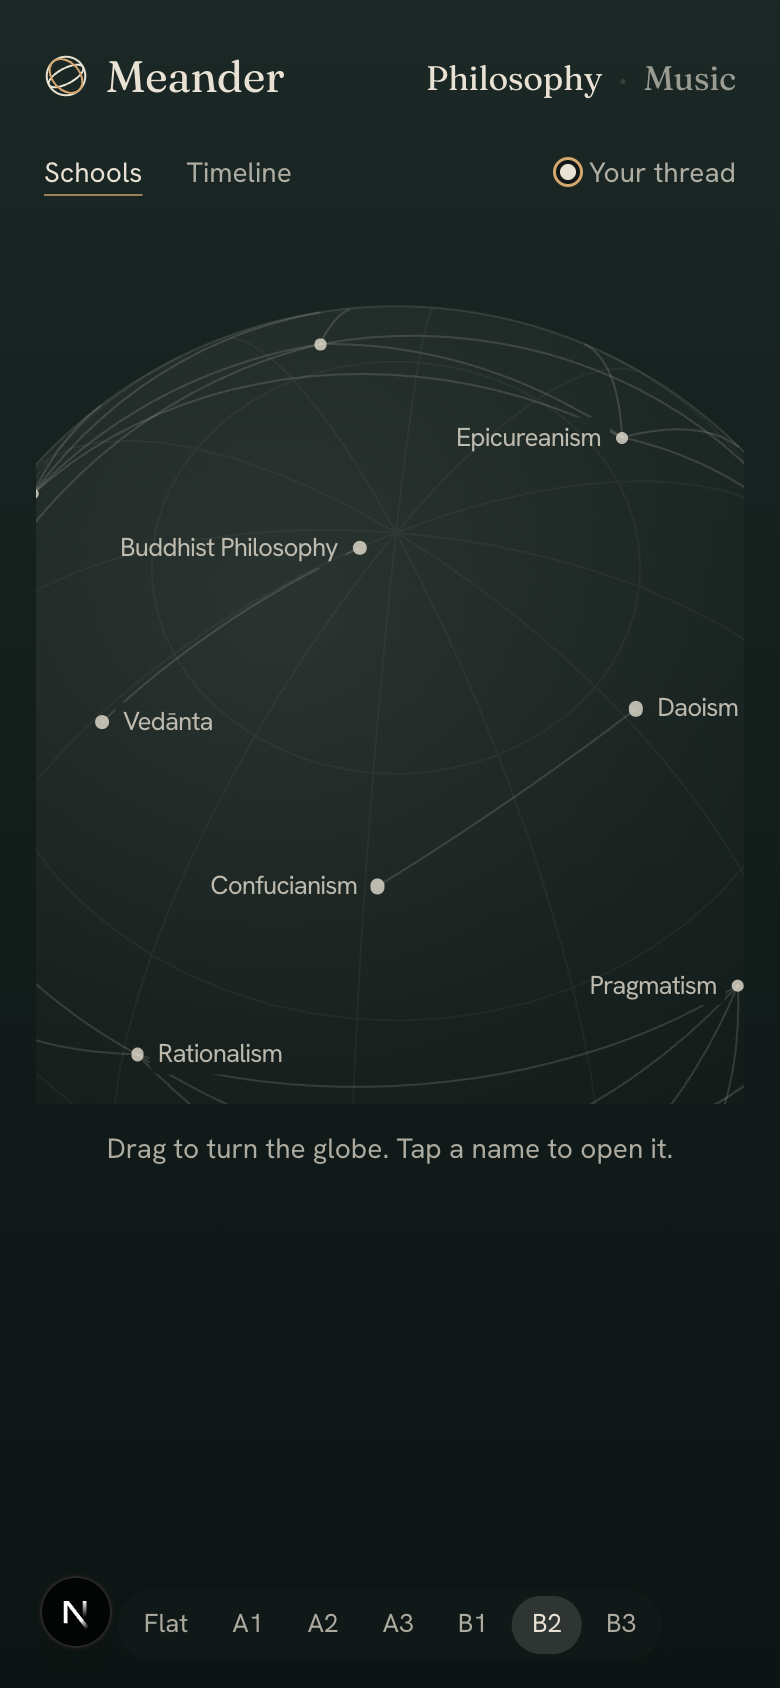 Meander
Philosophy · Music
Schools Timeline
Your thread
Epicureanism
Buddhist Philosophy
Vedānta
Daoism
Confucianism
Pragmatism
Rationalism
Drag to turn the globe. Tap a name to open it.
N
Flat A1 A2 A3 B1 B2 B3